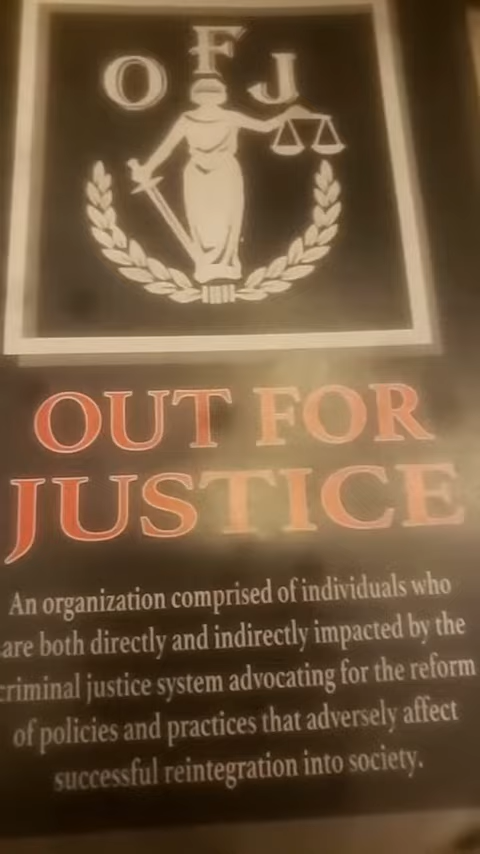 O F J
OUT FOR
JUSTICE
An organization comprised of individuals who
are both directly and indirectly impacted by the
criminal justice system advocating for the reform
of policies and practices that adversely affect
successful reintegration into society.